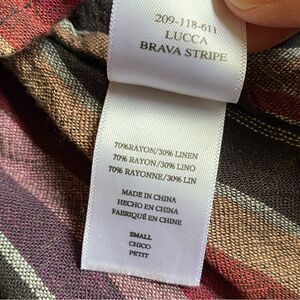 209-118-611
LUCCA
BRAVA STRIPE
70%RAYON/30% LINEN
70% RAYON/30% LINO
70% RAYONNE/30% LIN
MADE IN CHINA
HECHO EN CHINA
FABRIQUÉ EN CHINE
SMALL
CHICO
PETIT